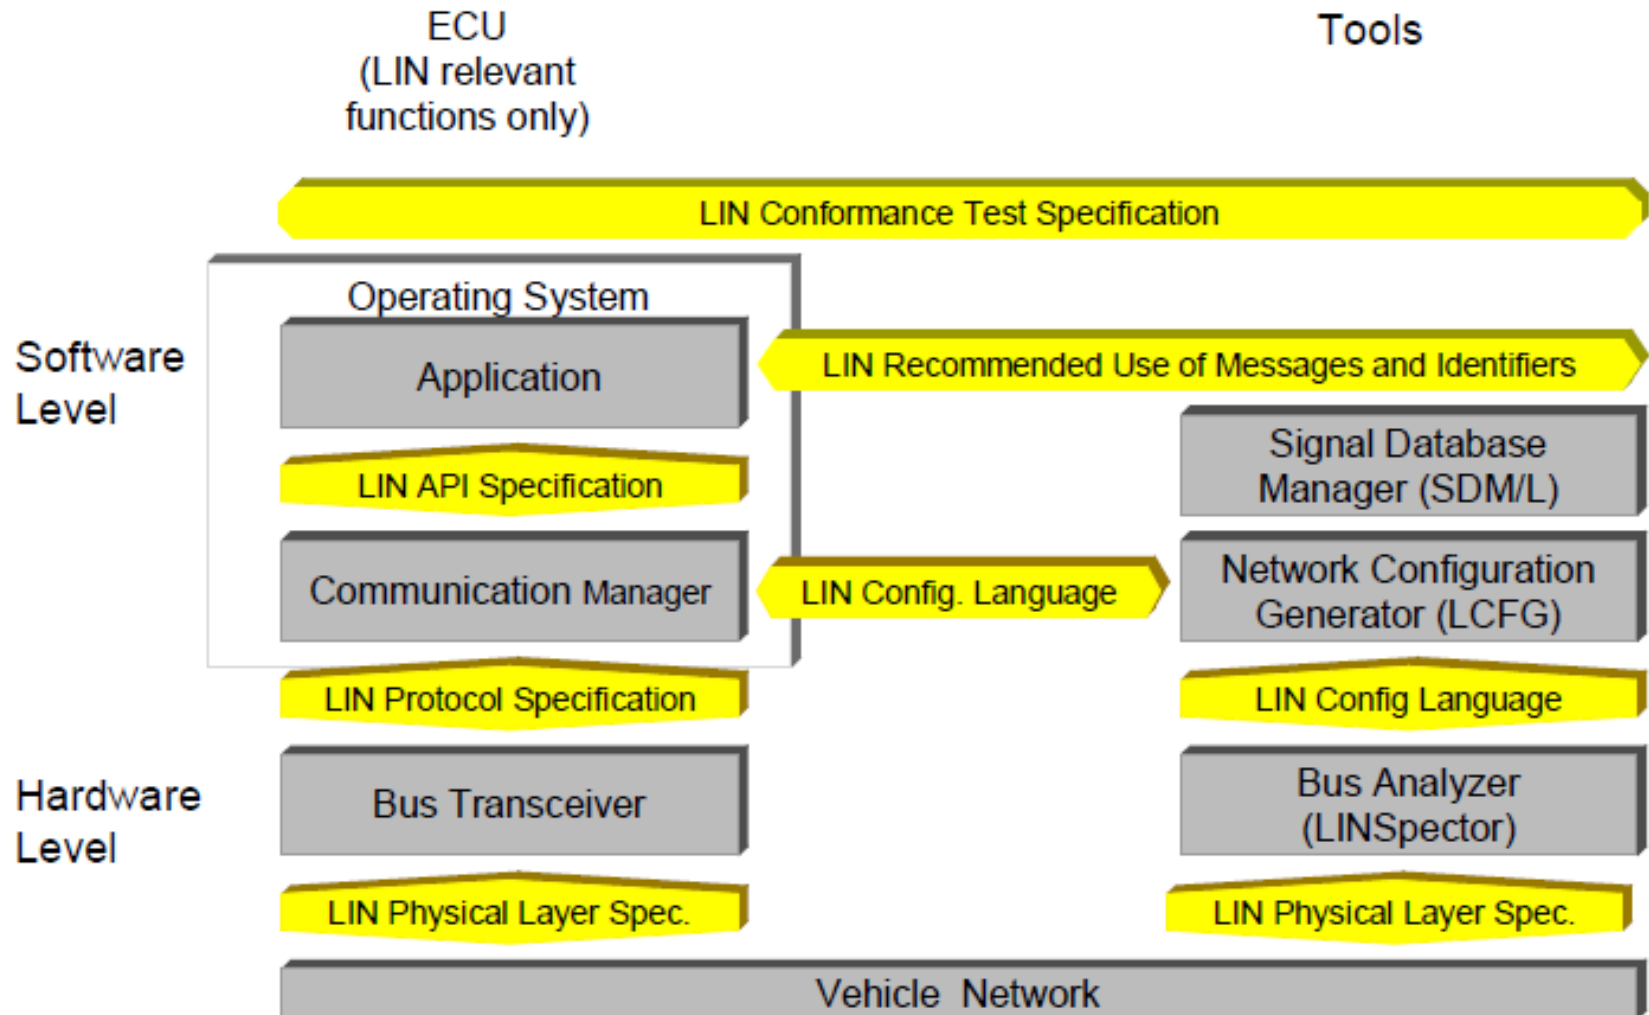 ECU
(LIN relevant
functions only)
Tools
LIN Conformance Test Specification
Operating System
Software
Level
Application
LIN Recommended Use of Messages and Identifiers
LIN API Specification
Signal Database
Manager (SDM/L)
Communication Manager
LIN Config. Language
Network Configuration
Generator (LCFG)
LIN Protocol Specification
LIN Config Language
Hardware
Level
Bus Transceiver
Bus Analyzer
(LINSpector)
LIN Physical Layer Spec.
LIN Physical Layer Spec.
Vehicle Network